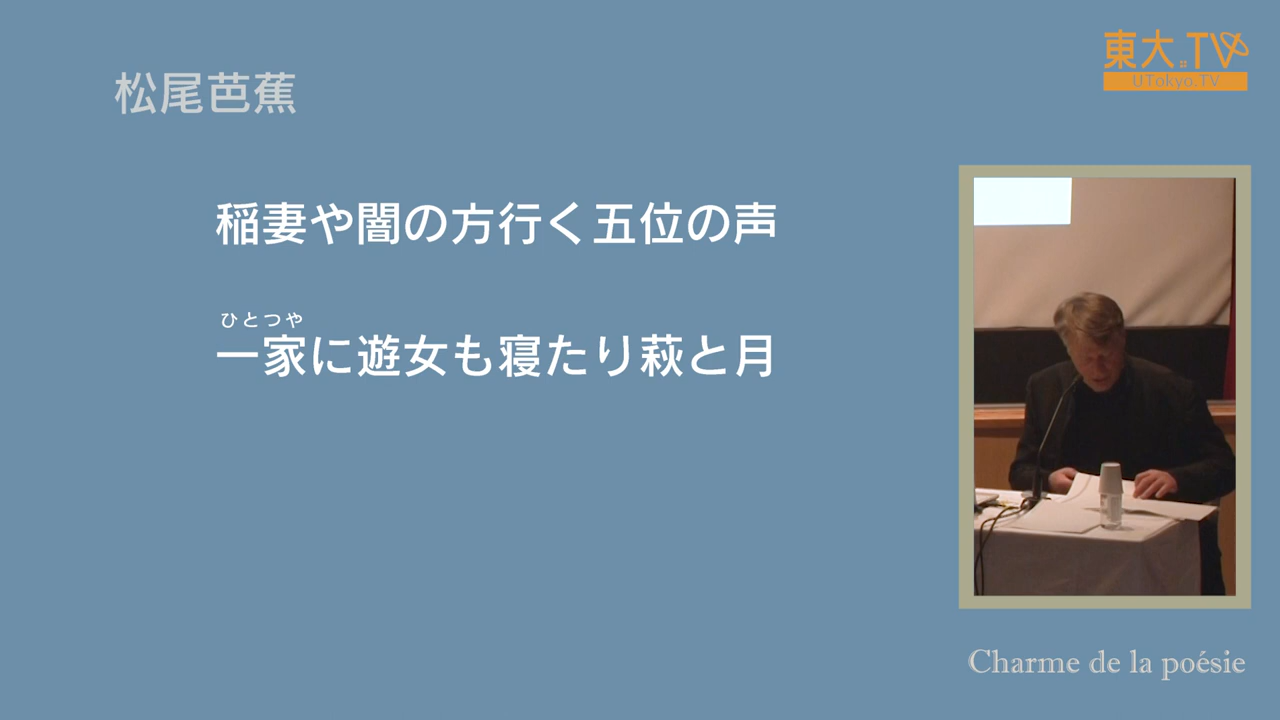 東大.TV
UTokyo.TV
松尾芭蕉
稲妻や闇の方行く五位の声
ひとつや
一家に遊女も寝たり萩と月
Charme de la poésie